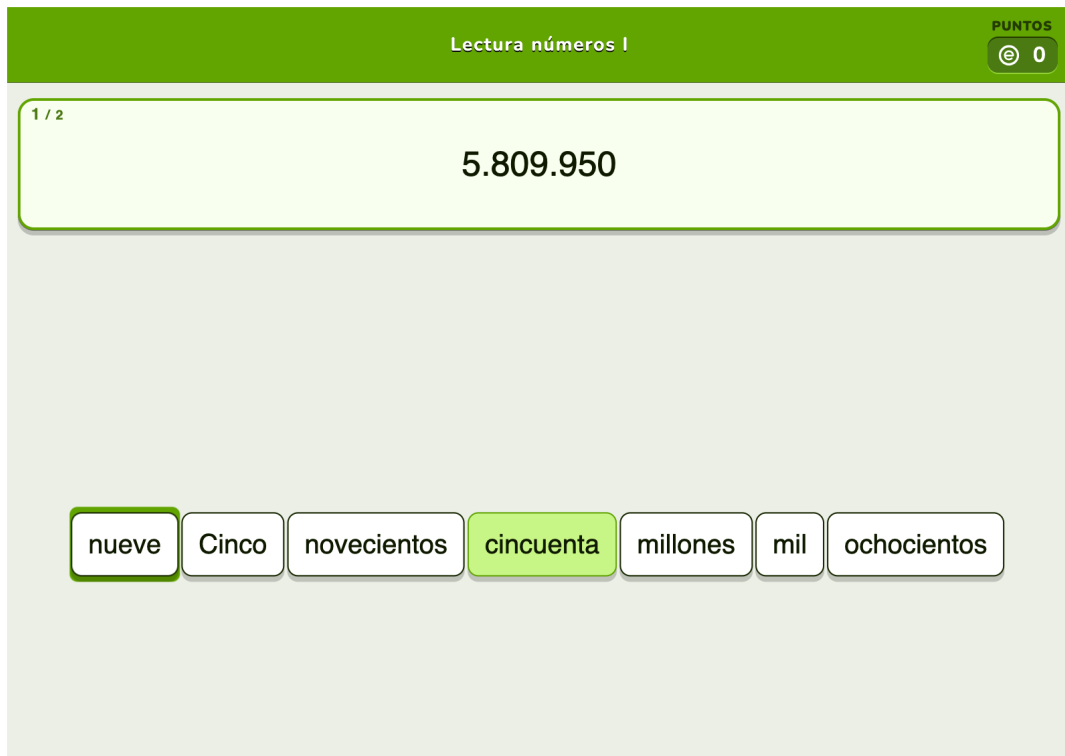 Lectura números I
PUNTOS
0
1 / 2
5.809.950
nueve Cinco novecientos cincuenta millones mil ochocientos